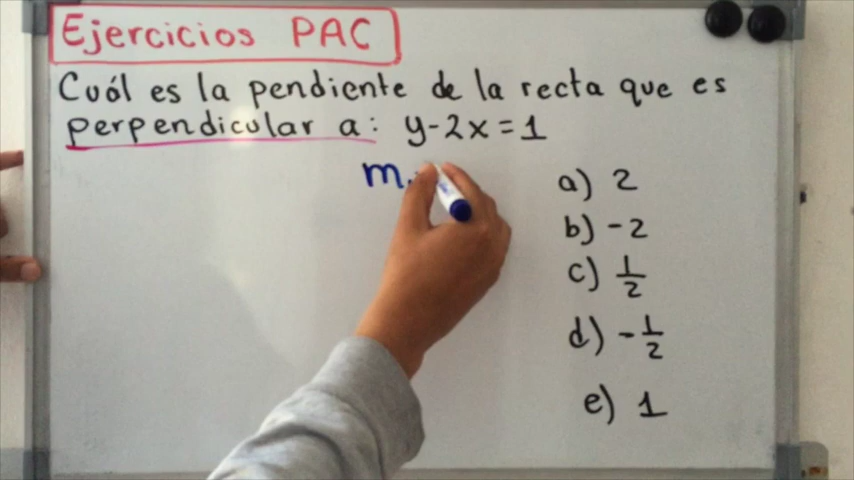 Ejercicios PAC
Cuál es la pendiente de la recta que es
perpendicular a: y-2x=1
m
a) 2
b) -2
c) 1/2
d) -1/2
e) 1